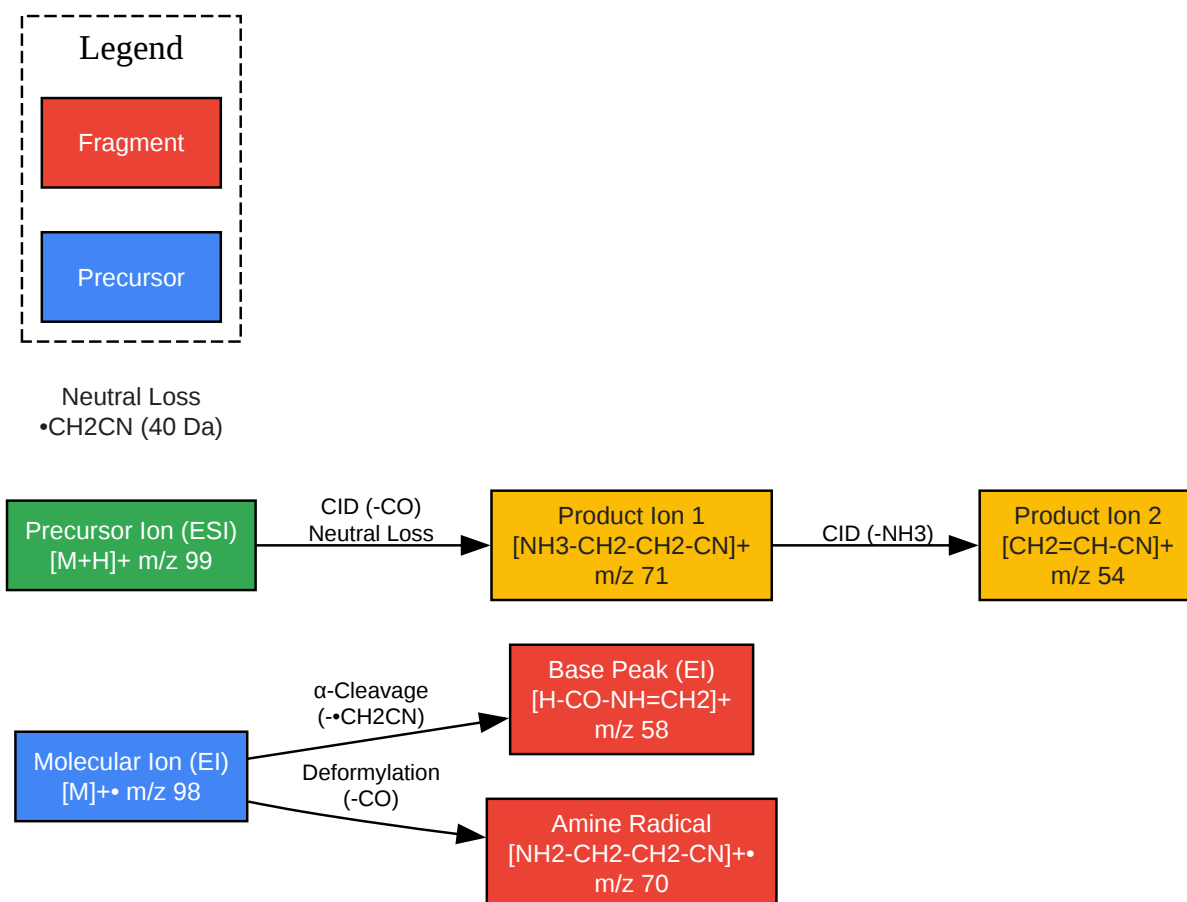 Legend
Fragment
Precursor
Neutral Loss
•CH2CN (40 Da)
Precursor Ion (ESI)
[M+H]+ m/z 99
CID (-CO)
Neutral Loss
Product Ion 1
[NH3-CH2-CH2-CN]+
m/z 71
CID (-NH3)
Product Ion 2
[CH2=CH-CN]+
m/z 54
Molecular Ion (EI)
[M]+• m/z 98
α-Cleavage
(-•CH2CN)
Base Peak (EI)
[H-CO-NH=CH2]+
m/z 58
Deformylation
(-CO)
Amine Radical
[NH2-CH2-CH2-CN]+•
m/z 70